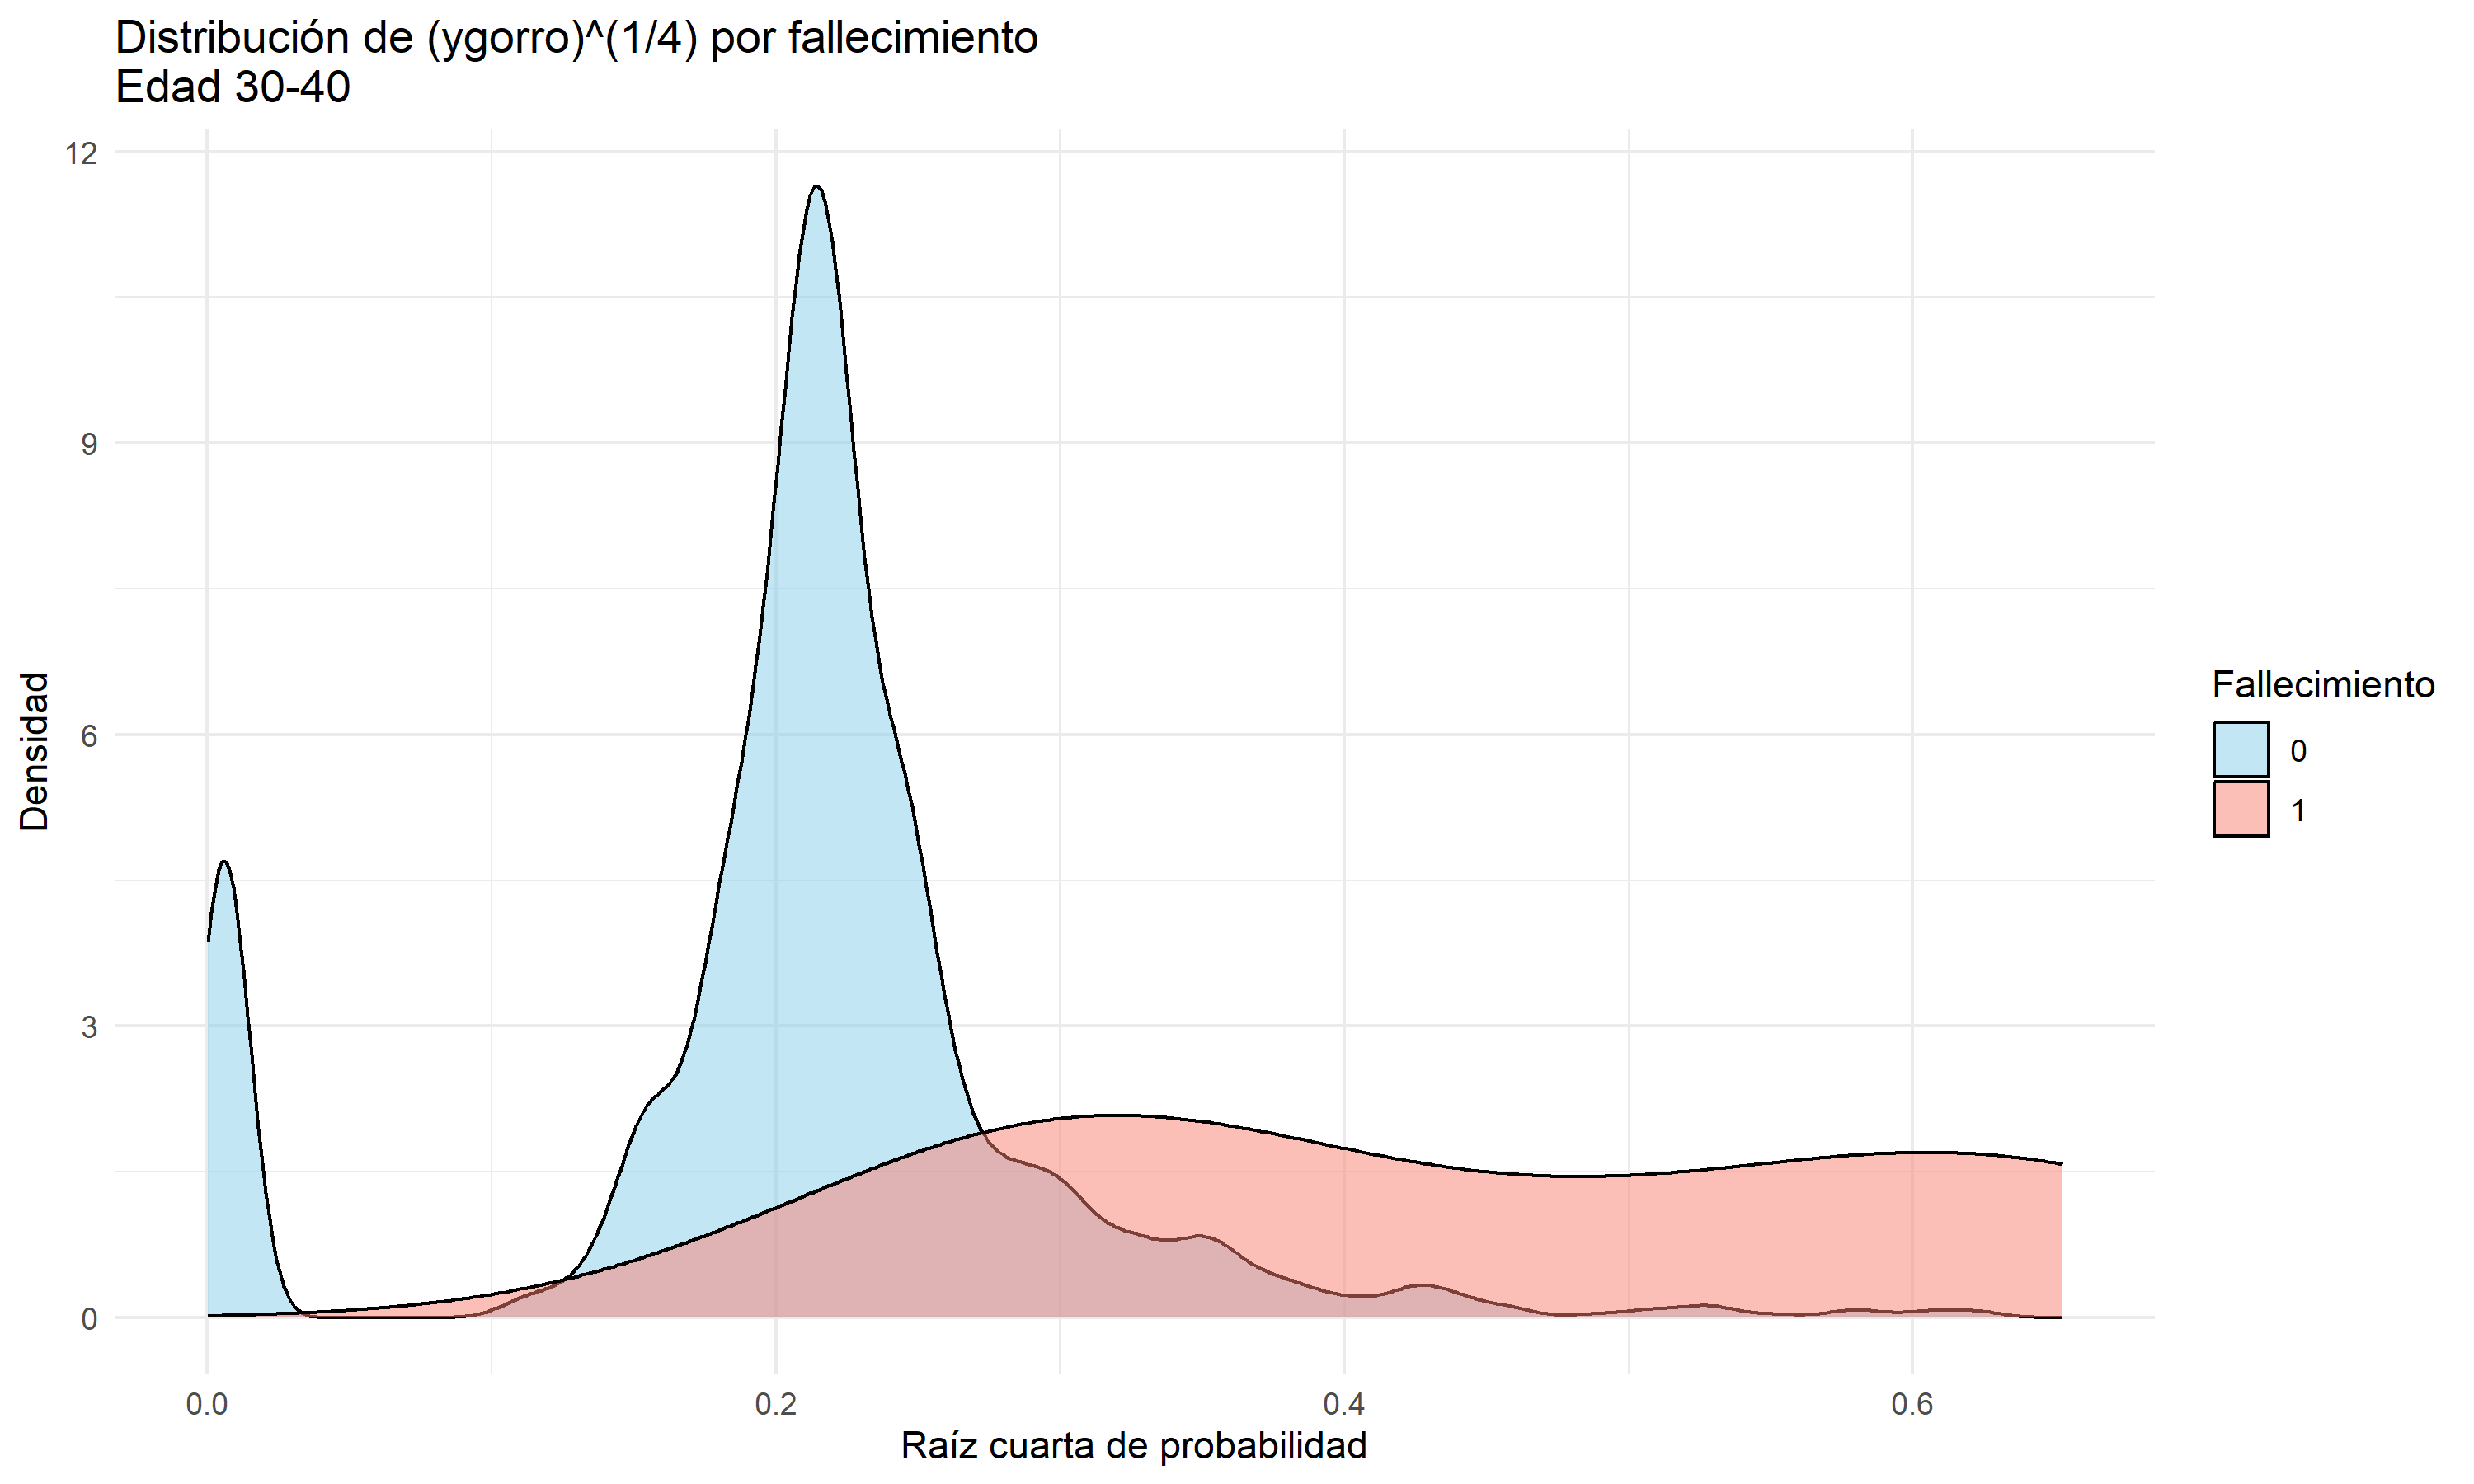 Distribución de (ygorro)^(1/4) por fallecimiento
Edad 30-40
12
9
6
3
0
Densidad
0.0
0.2
0.4
0.6
Raíz cuarta de probabilidad
Fallecimiento
0
1